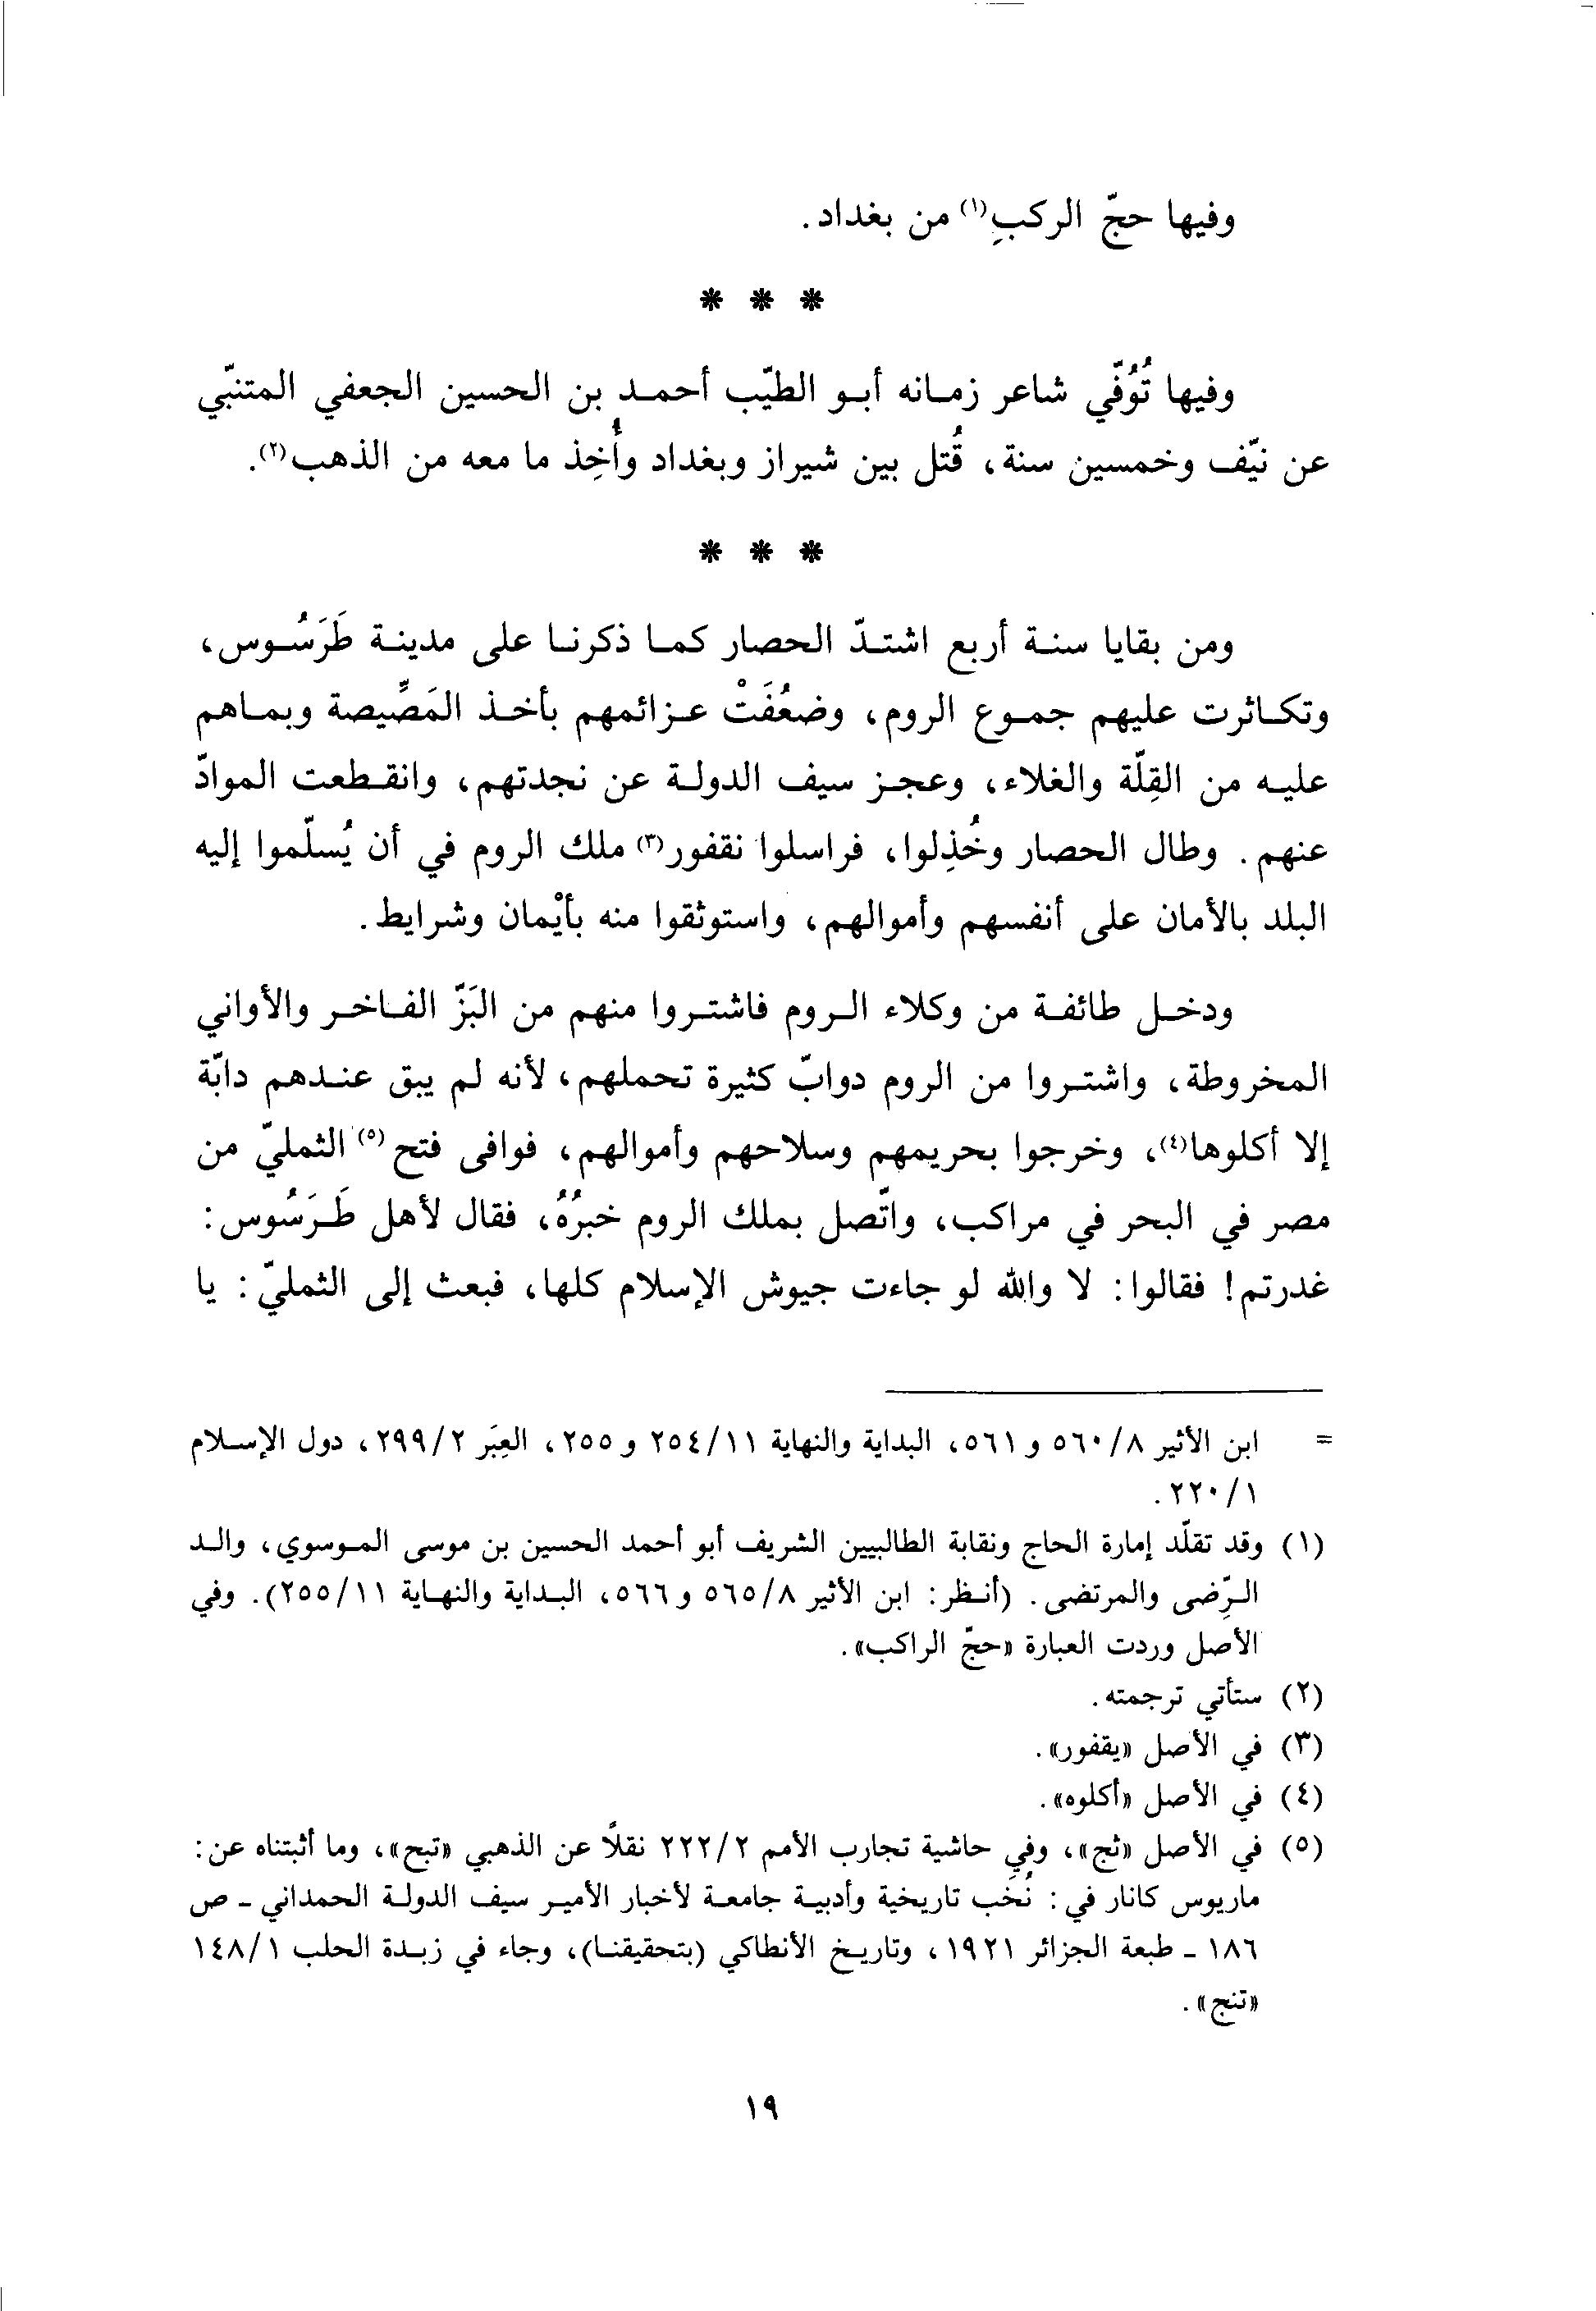 وفيها حجّ الركبِ(١) من بغداد.
* * *
وفيها تُوُفّي شاعر زمانه أبو الطيّب أحمد بن الحسين الجعفي المتنبّي
عن نيّف وخمسين سنة، قُتل بين شيراز وبغداد وأُخِذ ما معه من الذهب(٢).
* * *
ومن بقايا سنة أربع اشتدّ الحصار كما ذكرنا على مدينة طَرَسُوس،
وتكاثرت عليهم جموع الروم، وضعُفَتْ عزائمهم بأخذ المَصِّيصة وبماهم
عليه من القِلّة والغلاء، وعجز سيف الدولة عن نجدتهم، وانقطعت الموادّ
عنهم. وطال الحصار وخُذِلوا، فراسلوا نقفور(٣) ملك الروم في أن يُسلّموا إليه
البلد بالأمان على أنفسهم وأموالهم، واستوثقوا منه بأيْمان وشرايط.
ودخل طائفة من وكلاء الروم فاشتروا منهم من البَزّ الفاخر والأواني
المخروطة، واشتروا من الروم دوابّ كثيرة تحملهم، لأنه لم يبق عندهم دابّة
إلا أكلوها(٤)، وخرجوا بحريمهم وسلاحهم وأموالهم، فوافى فتح(٥) الثمليّ من
مصر في البحر في مراكب، واتّصل بملك الروم خبرُهُ، فقال لأهل طَرَسُوس:
غدرتم! فقالوا: لا والله لو جاءت جيوش الإسلام كلها، فبعث إلى الثمليّ: يا
= ابن الأثير ٨/٥٦٠ و٥٦١، البداية والنهاية ١١/٢٥٤ و٢٥٥، العِبَر ٢/٢٩٩، دول الإسلام
١/٢٢٠.
(١) وقد تقلّد إمارة الحاج ونقابة الطالبيين الشريف أبو أحمد الحسين بن موسى الموسوي، والد
الرّضى والمرتضى. (أنظر: ابن الأثير ٨/٥٦٥ و٥٦٦، البداية والنهاية ١١/٢٥٥). وفي
الأصل وردت العبارة «حجّ الراكب».
(٢) ستأتي ترجمته.
(٣) في الأصل «يقفور».
(٤) في الأصل «أكلوه».
(٥) في الأصل «ثج»، وفي حاشية تجارب الأمم ٢/٢٢٢ نقلاً عن الذهبي «تبح»، وما أثبتناه عن:
ماريوس كانار في: نُخَب تاريخية وأدبية جامعة لأخبار الأمير سيف الدولة الحمداني - ص
١٨٦ - طبعة الجزائر ١٩٢١، وتاريخ الأنطاكي (بتحقيقنا)، وجاء في زبدة الحلب ١/١٤٨
«تنج».
١٩